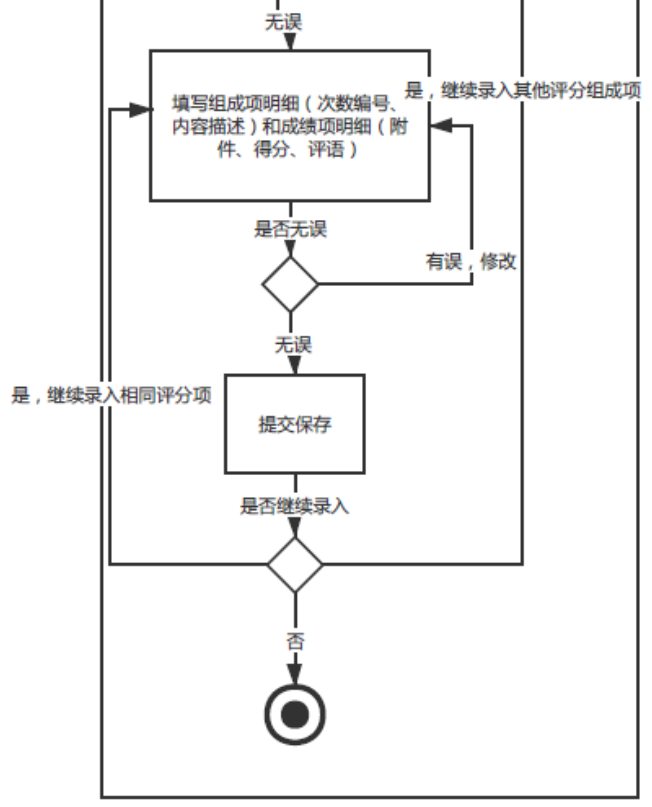 无误
是，继续录入其他评分组成项
填写组成项明细（次数编号、
内容描述）和成绩项明细（附
件、得分、评语）
是否无误
有误，修改
无误
是，继续录入相同评分项
提交保存
是否继续录入
否